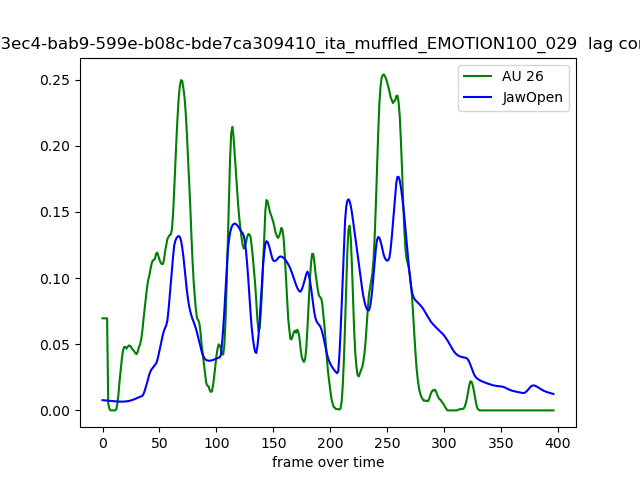 3ec4-bab9-599e-b08c-bde7ca309410_ita_muffled_EMOTION100_029 lag
AU 26
JawOpen
0.25
0.20
0.15
0.10
0.05
0.00
0 50 100 150 200 250 300 350 400
frame over time